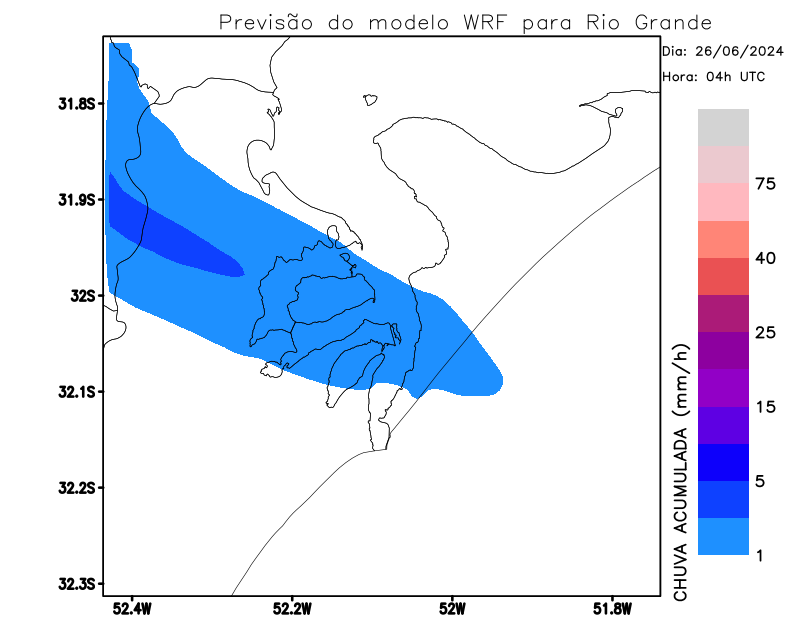 Previsão do modelo WRF para Rio Grande
Dia: 26/06/2024
Hora: 04h UTC
31.8S
31.9S
32S
32.1S
32.2S
32.3S
52.4W
52.2W
52W
51.8W
75
40
25
15
5
1
CHUVA ACUMULADA (mm/h)